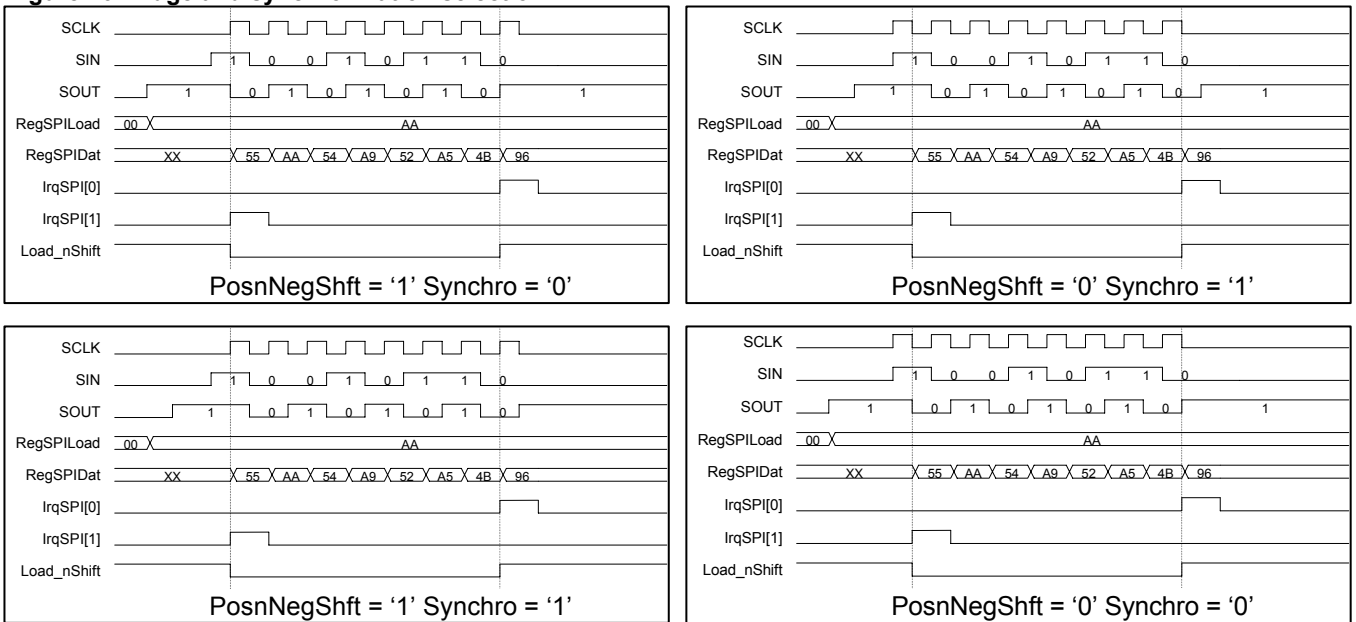 SCLK
SIN 1 0 0 1 0 1 1 0
SOUT 1 0 1 0 1 0 1 0 1
RegSPILoad 00 AA
RegSPIDat XX 55 AA 54 A9 52 A5 4B 96
IrqSPI[0]
IrqSPI[1]
Load_nShift
PosnNegShft = ‘1’ Synchro = ‘0’
SCLK
SIN 1 0 0 1 0 1 1 0
SOUT 1 0 1 0 1 0 1 0 1
RegSPILoad 00 AA
RegSPIDat XX 55 AA 54 A9 52 A5 4B 96
IrqSPI[0]
IrqSPI[1]
Load_nShift
PosnNegShft = ‘0’ Synchro = ‘1’
SCLK
SIN 1 0 0 1 0 1 1 0
SOUT 1 0 1 0 1 0 1 0
RegSPILoad 00 AA
RegSPIDat XX 55 AA 54 A9 52 A5 4B 96
IrqSPI[0]
IrqSPI[1]
Load_nShift
PosnNegShft = ‘1’ Synchro = ‘1’
SCLK
SIN 1 0 0 1 0 1 1 0
SOUT 1 0 1 0 1 0 1 0 1
RegSPILoad 00 AA
RegSPIDat XX 55 AA 54 A9 52 A5 4B 96
IrqSPI[0]
IrqSPI[1]
Load_nShift
PosnNegShft = ‘0’ Synchro = ‘0’